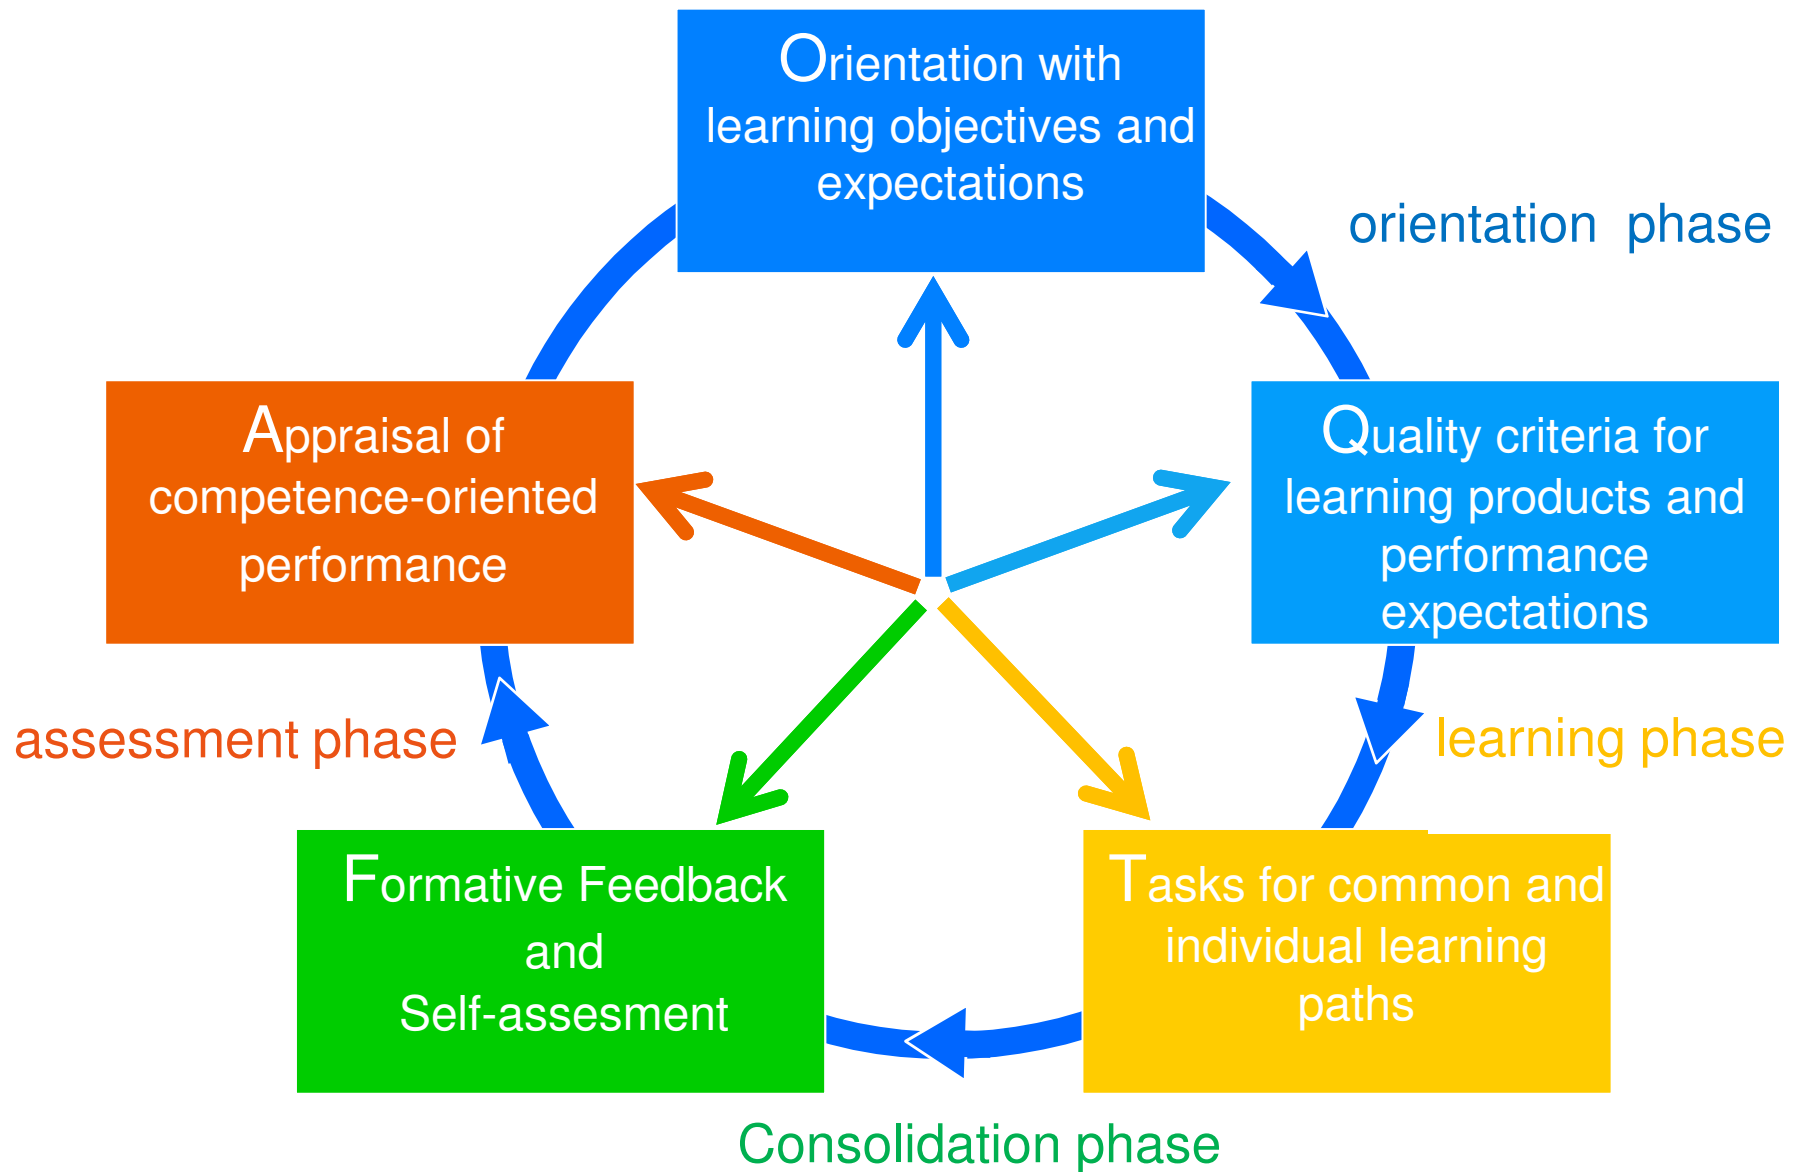 Orientation with
learning objectives and
expectations
orientation phase
Appraisal of
competence-oriented
performance
Quality criteria for
learning products and
performance
expectations
assessment phase
learning phase
Formative Feedback
and
Self-assesment
Tasks for common and
individual learning
paths
Consolidation phase